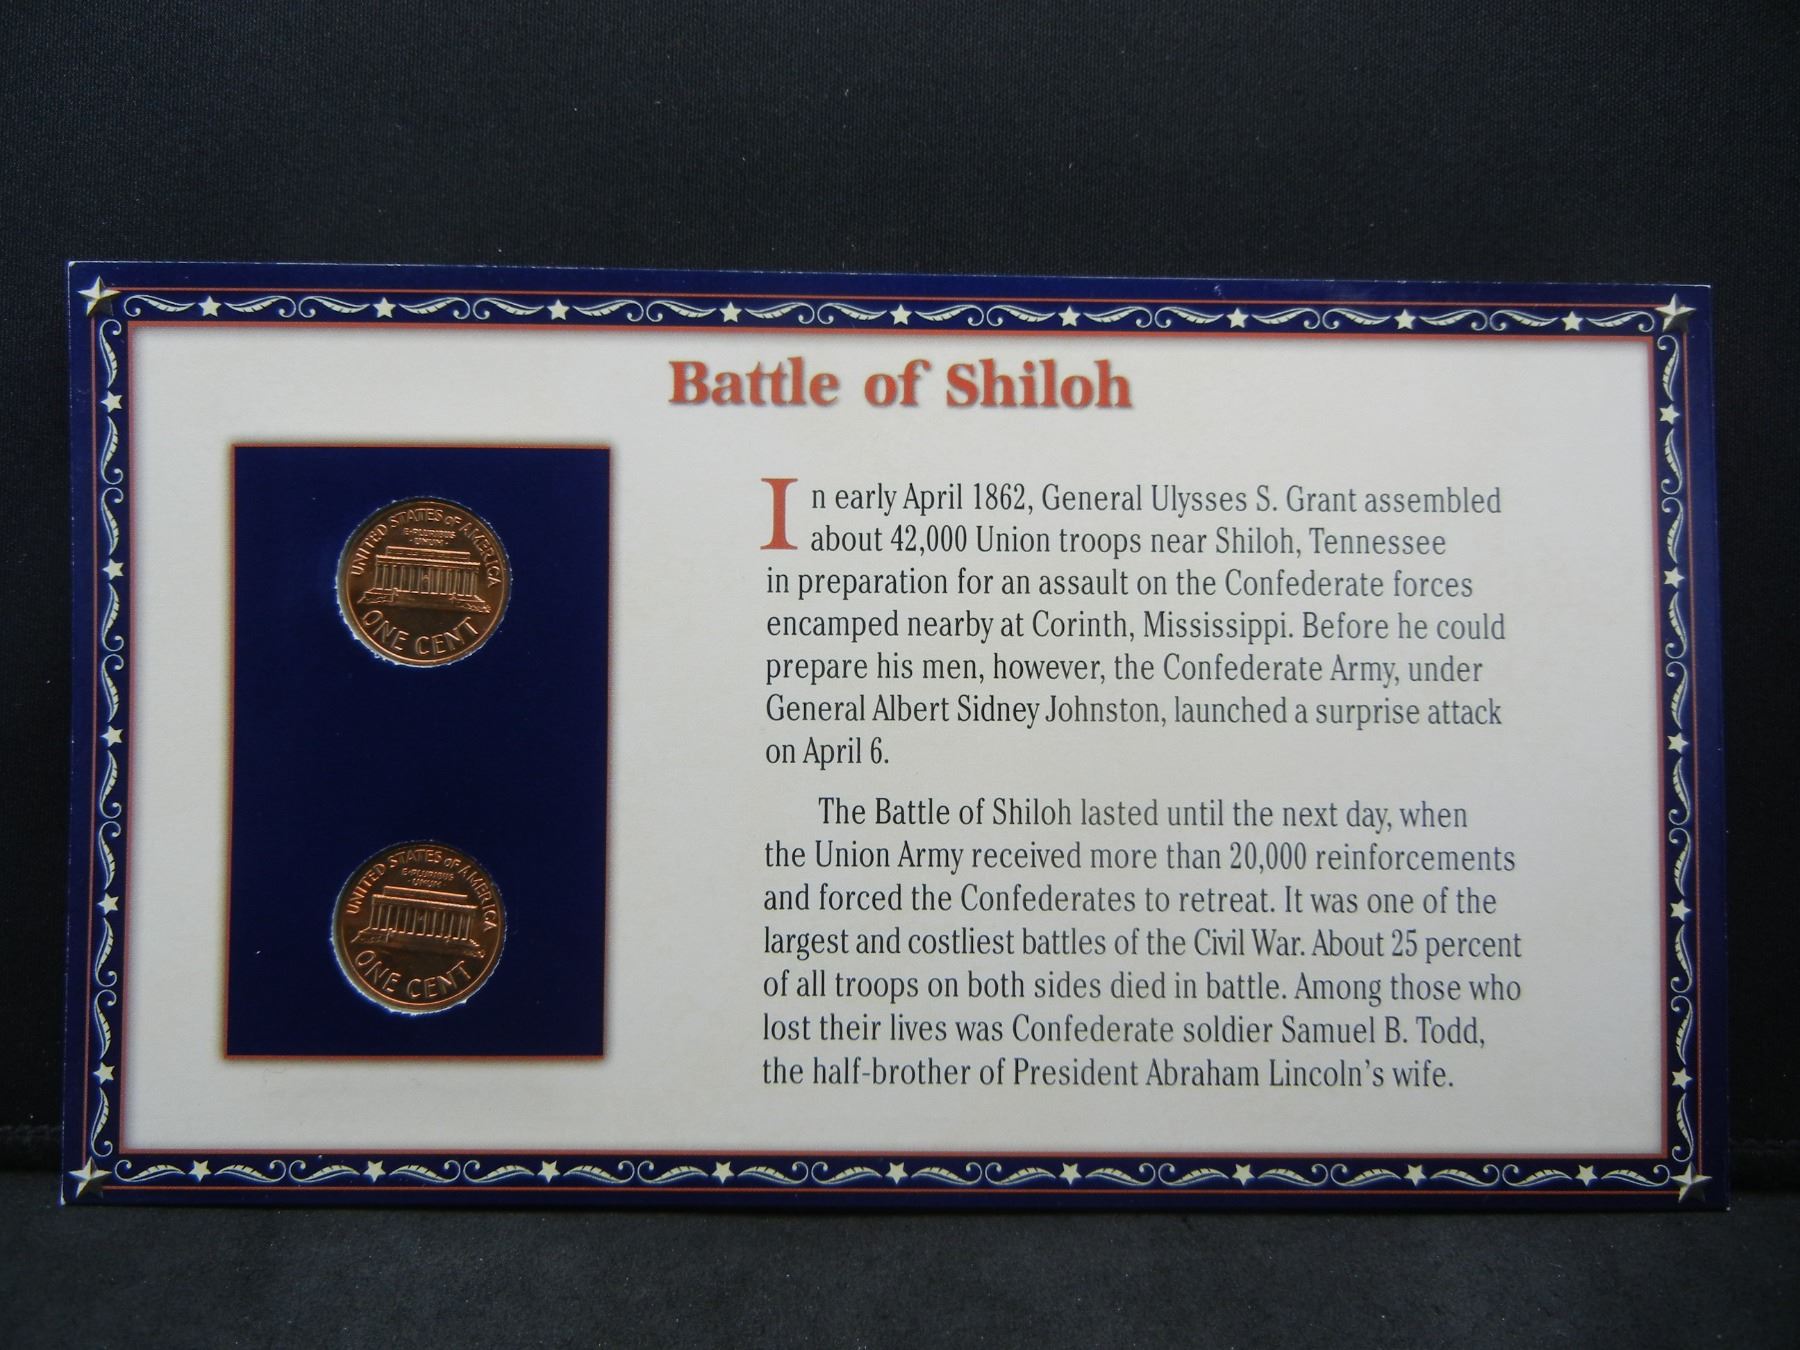 Battle of Shiloh
UNITED STATES OF AMERICA
E·PLURIBUS
·UNUM·
ONE CENT
UNITED STATES OF AMERICA
E·PLURIBUS
·UNUM·
ONE CENT
In early April 1862, General Ulysses S. Grant assembled
about 42,000 Union troops near Shiloh, Tennessee
in preparation for an assault on the Confederate forces
encamped nearby at Corinth, Mississippi. Before he could
prepare his men, however, the Confederate Army, under
General Albert Sidney Johnston, launched a surprise attack
on April 6.
The Battle of Shiloh lasted until the next day, when
the Union Army received more than 20,000 reinforcements
and forced the Confederates to retreat. It was one of the
largest and costliest battles of the Civil War. About 25 percent
of all troops on both sides died in battle. Among those who
lost their lives was Confederate soldier Samuel B. Todd,
the half-brother of President Abraham Lincoln's wife.